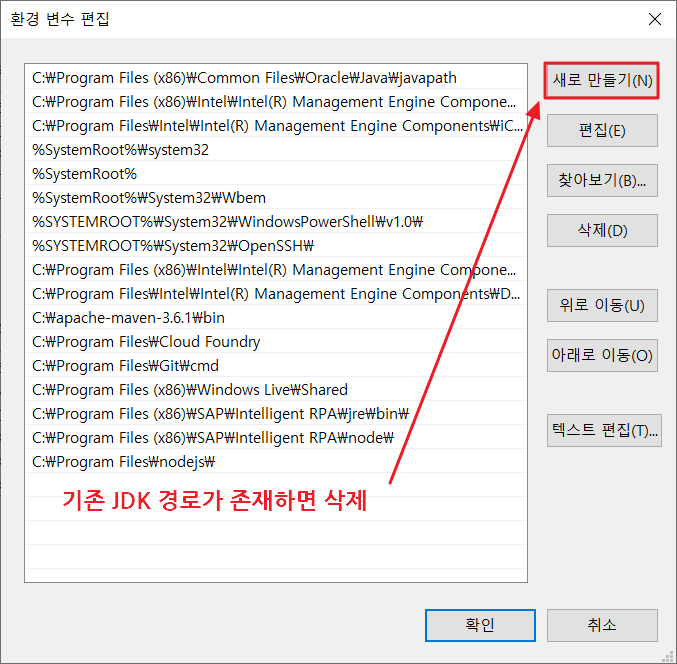 환경 변수 편집
C:₩Program Files (x86)₩Common Files₩Oracle₩Java₩javapath
C:₩Program Files (x86)₩Intel₩Intel(R) Management Engine Compone...
C:₩Program Files₩Intel₩Intel(R) Management Engine Components₩iC...
%SystemRoot%₩system32
%SystemRoot%
%SystemRoot%₩System32₩Wbem
%SYSTEMROOT%₩System32₩WindowsPowerShell₩v1.0₩
%SYSTEMROOT%₩System32₩OpenSSH₩
C:₩Program Files (x86)₩Intel₩Intel(R) Management Engine Compone...
C:₩Program Files₩Intel₩Intel(R) Management Engine Components₩D...
C:₩apache-maven-3.6.1₩bin
C:₩Program Files₩Cloud Foundry
C:₩Program Files₩Git₩cmd
C:₩Program Files (x86)₩Windows Live₩Shared
C:₩Program Files (x86)₩SAP₩Intelligent RPA₩jre₩bin₩
C:₩Program Files (x86)₩SAP₩Intelligent RPA₩node₩
C:₩Program Files₩nodejs₩
기존 JDK 경로가 존재하면 삭제
새로 만들기(N)
편집(E)
찾아보기(B)...
삭제(D)
위로 이동(U)
아래로 이동(O)
텍스트 편집(T)...
확인
취소